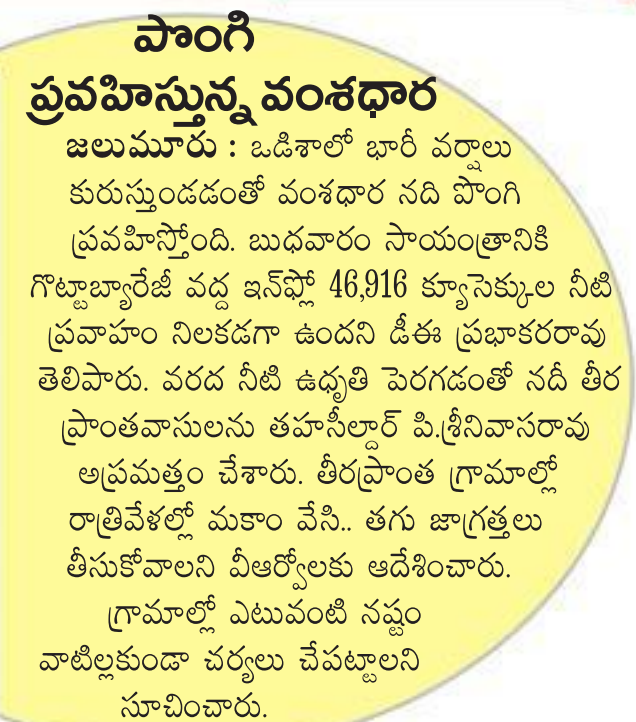 పొంగి
ప్రవహిస్తున్న వంశధార
జలుమూరు : ఒడిశాలో భారీ వర్షాలు
కురుస్తుండడంతో వంశధార నది పొంగి
ప్రవహిస్తోంది. బుధవారం సాయంత్రానికి
గొట్టాబ్యారేజీ వద్ద ఇన్‌ఫ్లో 46,916 క్యూసెక్కుల నీటి
ప్రవాహం నిలకడగా ఉందని డీఈ ప్రభాకరరావు
తెలిపారు. వరద నీటి ఉధృతి పెరగడంతో నదీ తీర
ప్రాంతవాసులను తహసీల్దార్ పి.శ్రీనివాసరావు
అప్రమత్తం చేశారు. తీరప్రాంత గ్రామాల్లో
రాత్రివేళల్లో మకాం వేసి.. తగు జాగ్రత్తలు
తీసుకోవాలని వీఆర్వోలకు ఆదేశించారు.
గ్రామాల్లో ఎటువంటి నష్టం
వాటిల్లకుండా చర్యలు చేపట్టాలని
సూచించారు.